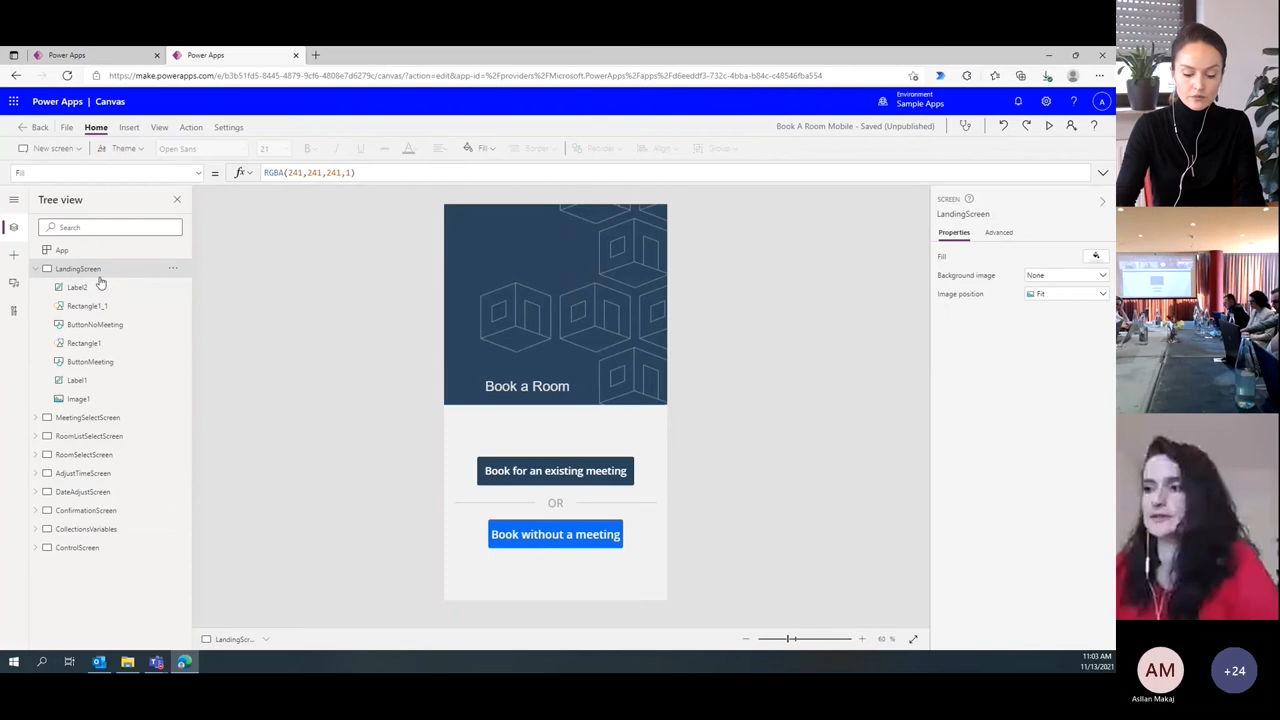 Power Apps
Power Apps
https://make.powerapps.com/e/b3b51fd5-8445-4879-9cf6-4808e7d6279c/canvas/?action=edit&app-id=%2Fproviders%2FMicrosoft.PowerApps%2Fapps%2Fd6eeddf3-732c-4bba-b84c-c48546fba554
Power Apps | Canvas
Environment
Sample Apps
A
Back
File
Home
Insert
View
Action
Settings
Book A Room Mobile - Saved (Unpublished)
New screen
Theme
Open Sans
21
B
I
U
A
Fill
Border
Reorder
Align
Group
Fill
=
fx
RGBA(241,241,241,1)
Tree view
Search
App
LandingScreen
Label2
Rectangle1_1
ButtonNoMeeting
Rectangle1
ButtonMeeting
Label1
Image1
MeetingSelectScreen
RoomListSelectScreen
RoomSelectScreen
AdjustTimeScreen
DateAdjustScreen
ConfirmationScreen
CollectionsVariables
ControlScreen
Book a Room
Book for an existing meeting
OR
Book without a meeting
SCREEN
LandingScreen
Properties
Advanced
Fill
Background image
None
Image position
Fit
LandingScr...
60 %
11:03 AM
11/13/2021
AM
Asllan Makaj
+24